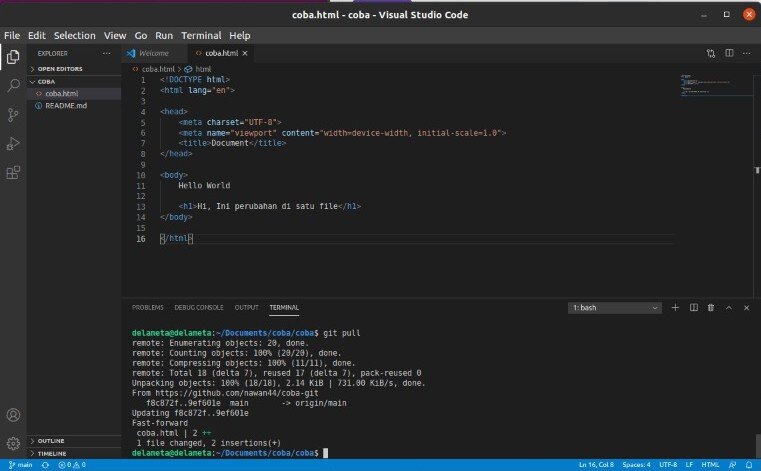 coba.html - coba - Visual Studio Code
File Edit Selection View Go Run Terminal Help
EXPLORER
OPEN EDITORS
COBA
coba.html
README.md
OUTLINE
TIMELINE
Welcome
coba.html
coba.html > html
1 <!DOCTYPE html>
2 <html lang="en">
3
4 <head>
5 <meta charset="UTF-8">
6 <meta name="viewport" content="width=device-width, initial-scale=1.0">
7 <title>Document</title>
8 </head>
9
10 <body>
11 Hello World
12
13 <h1>Hi, Ini perubahan di satu file</h1>
14 </body>
15
16 </html>
PROBLEMS DEBUG CONSOLE OUTPUT TERMINAL
1: bash
delameta@delameta:~/Documents/coba/coba$ git pull
remote: Enumerating objects: 20, done.
remote: Counting objects: 100% (20/20), done.
remote: Compressing objects: 100% (11/11), done.
remote: Total 18 (delta 7), reused 17 (delta 7), pack-reused 0
Unpacking objects: 100% (18/18), 2.14 KiB | 731.00 KiB/s, done.
From https://github.com/nawan44/coba-git
f8c872f..9ef601e main -> origin/main
Updating f8c872f..9ef601e
Fast-forward
coba.html | 2 ++
1 file changed, 2 insertions(+)
delameta@delameta:~/Documents/coba/coba$
main 0 0 Ln 16, Col 8 Spaces: 4 UTF-8 LF HTML